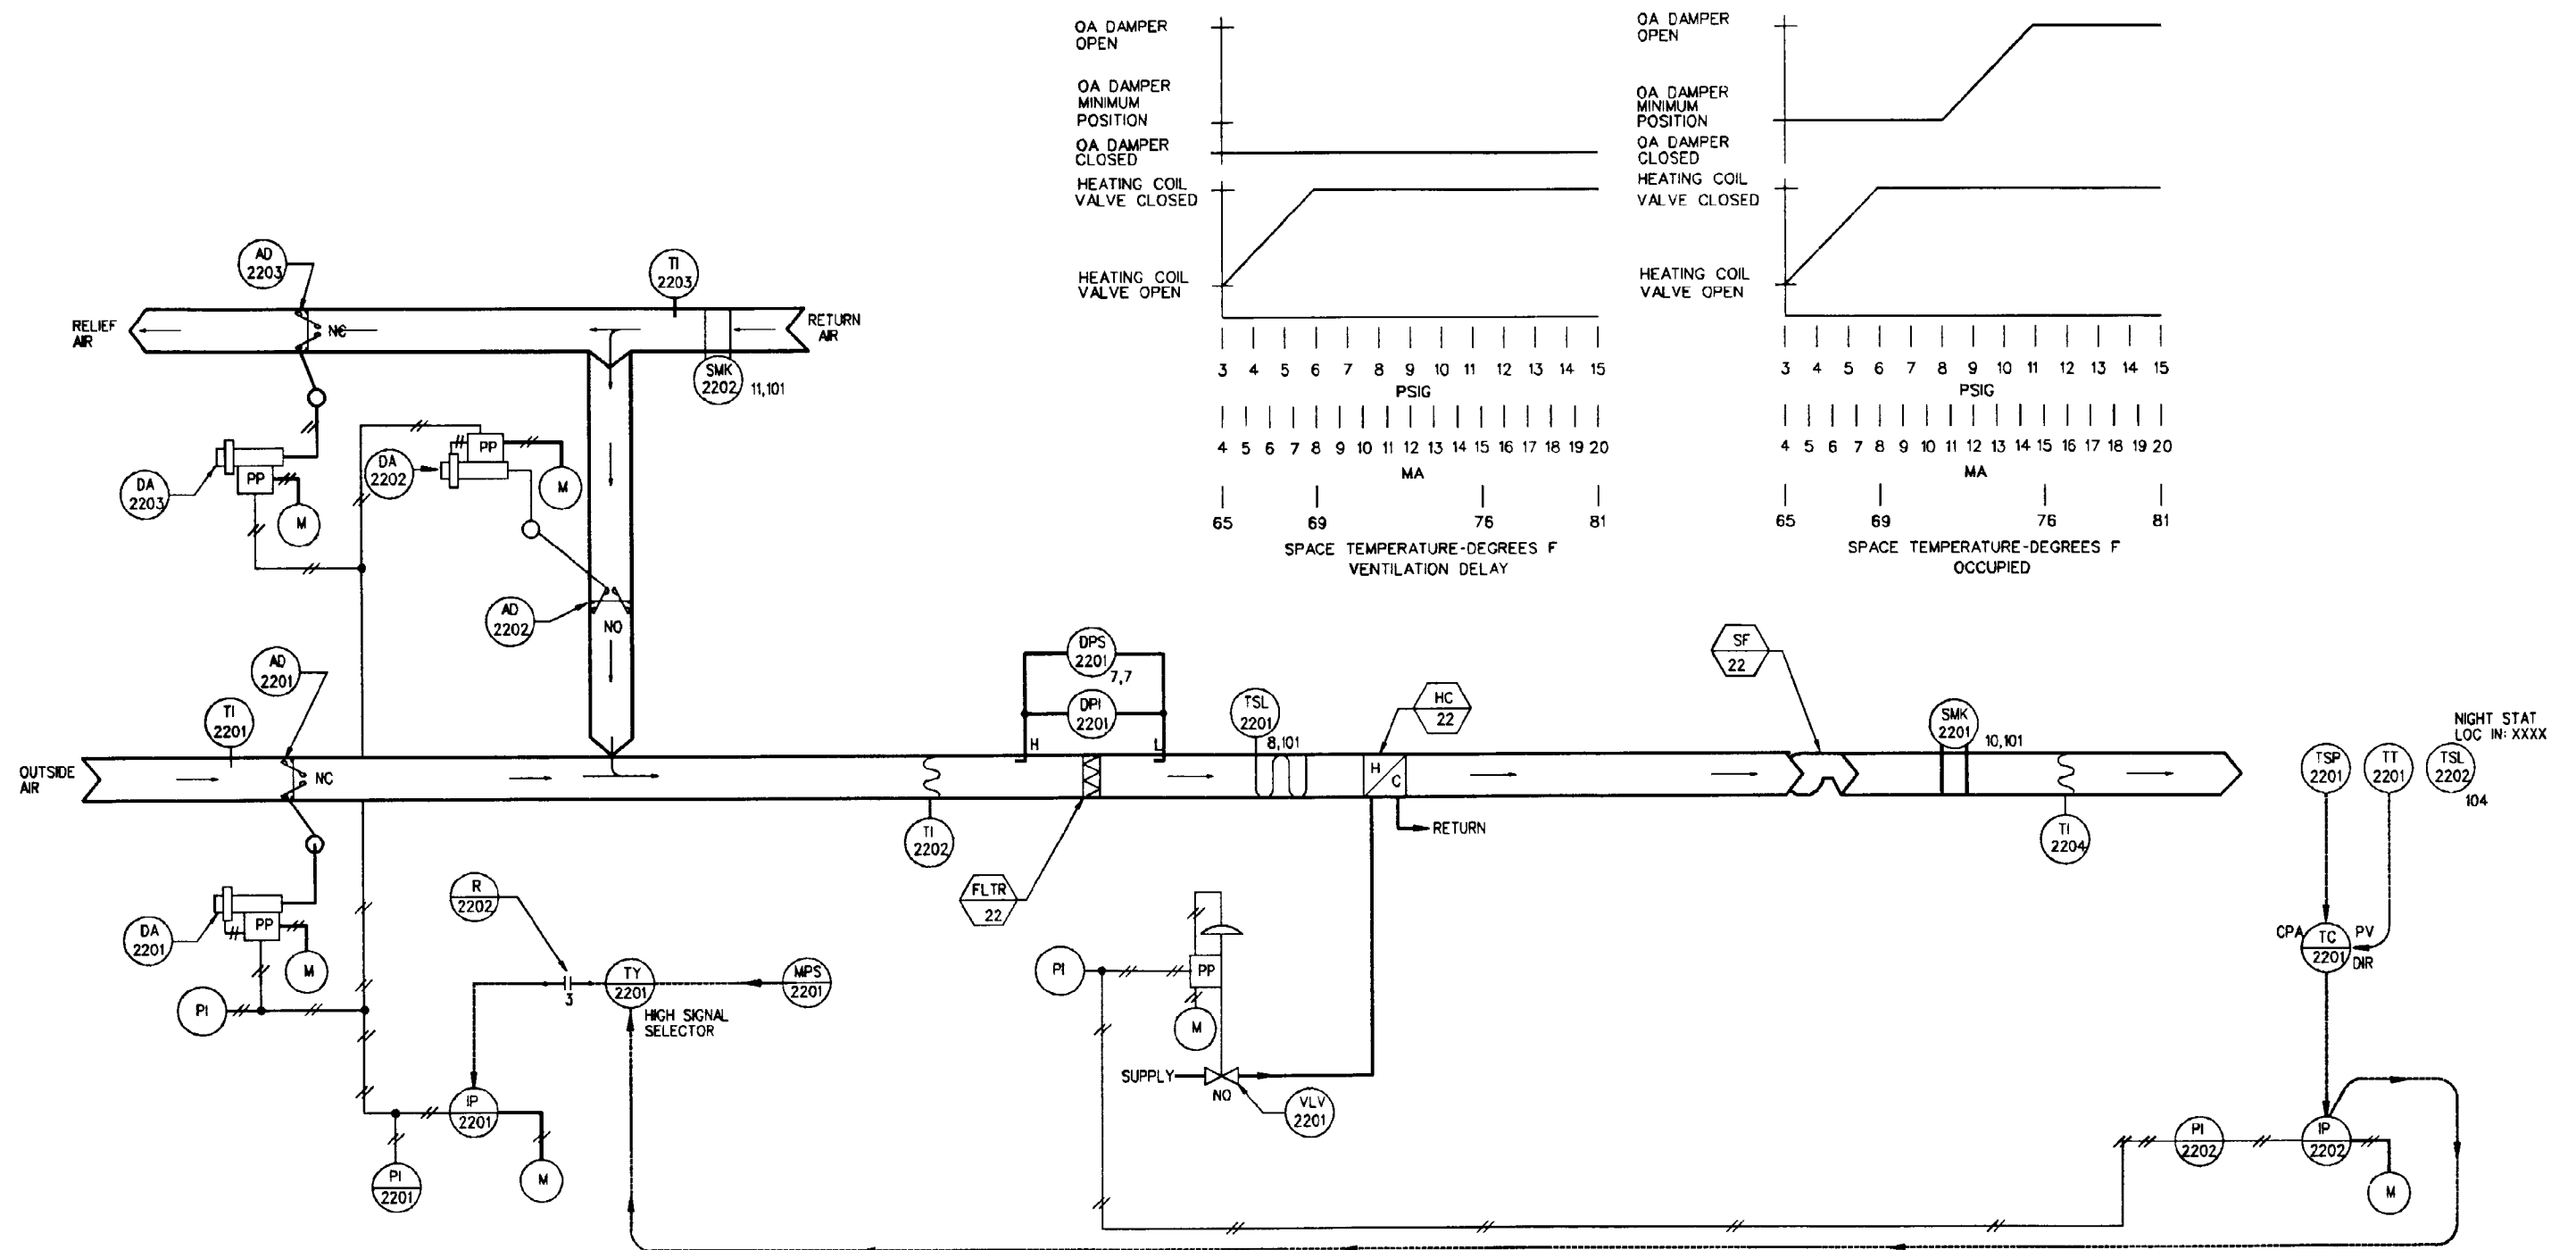 OA DAMPER
OPEN
OA DAMPER
MINIMUM
POSITION
OA DAMPER
CLOSED
HEATING COIL
VALVE CLOSED
HEATING COIL
VALVE OPEN
3 4 5 6 7 8 9 10 11 12 13 14 15
PSIG
4 5 6 7 8 9 10 11 12 13 14 15 16 17 18 19 20
MA
65 69 76 81
SPACE TEMPERATURE-DEGREES F
VENTILATION DELAY
OA DAMPER
OPEN
OA DAMPER
MINIMUM
POSITION
OA DAMPER
CLOSED
HEATING COIL
VALVE CLOSED
HEATING COIL
VALVE OPEN
3 4 5 6 7 8 9 10 11 12 13 14 15
PSIG
4 5 6 7 8 9 10 11 12 13 14 15 16 17 18 19 20
MA
65 69 76 81
SPACE TEMPERATURE-DEGREES F
OCCUPIED
AD
2203
TI
2203
RELIEF
AIR
NC
RETURN
AIR
SMK
2202
11,101
DA
2203
PP
M
DA
2202
PP
M
AD
2202
NO
AD
2201
TI
2201
OUTSIDE
AIR
NC
DPS
2201
7,7
DPI
2201
H
L
TSL
2201
8,101
HC
22
H
C
RETURN
SF
22
SMK
2201
10,101
TI
2202
TI
2204
FLTR
22
NIGHT STAT
LOC IN: XXXX
TSP
2201
TT
2201
TSL
2202
104
CPA
TC
2201
PV
DIR
DA
2201
PP
M
PI
R
2202
3
TY
2201
HIGH SIGNAL
SELECTOR
MPS
2201
PI
PP
M
SUPPLY
NO
VLV
2201
IP
2201
M
PI
2201
PI
2202
IP
2202
M